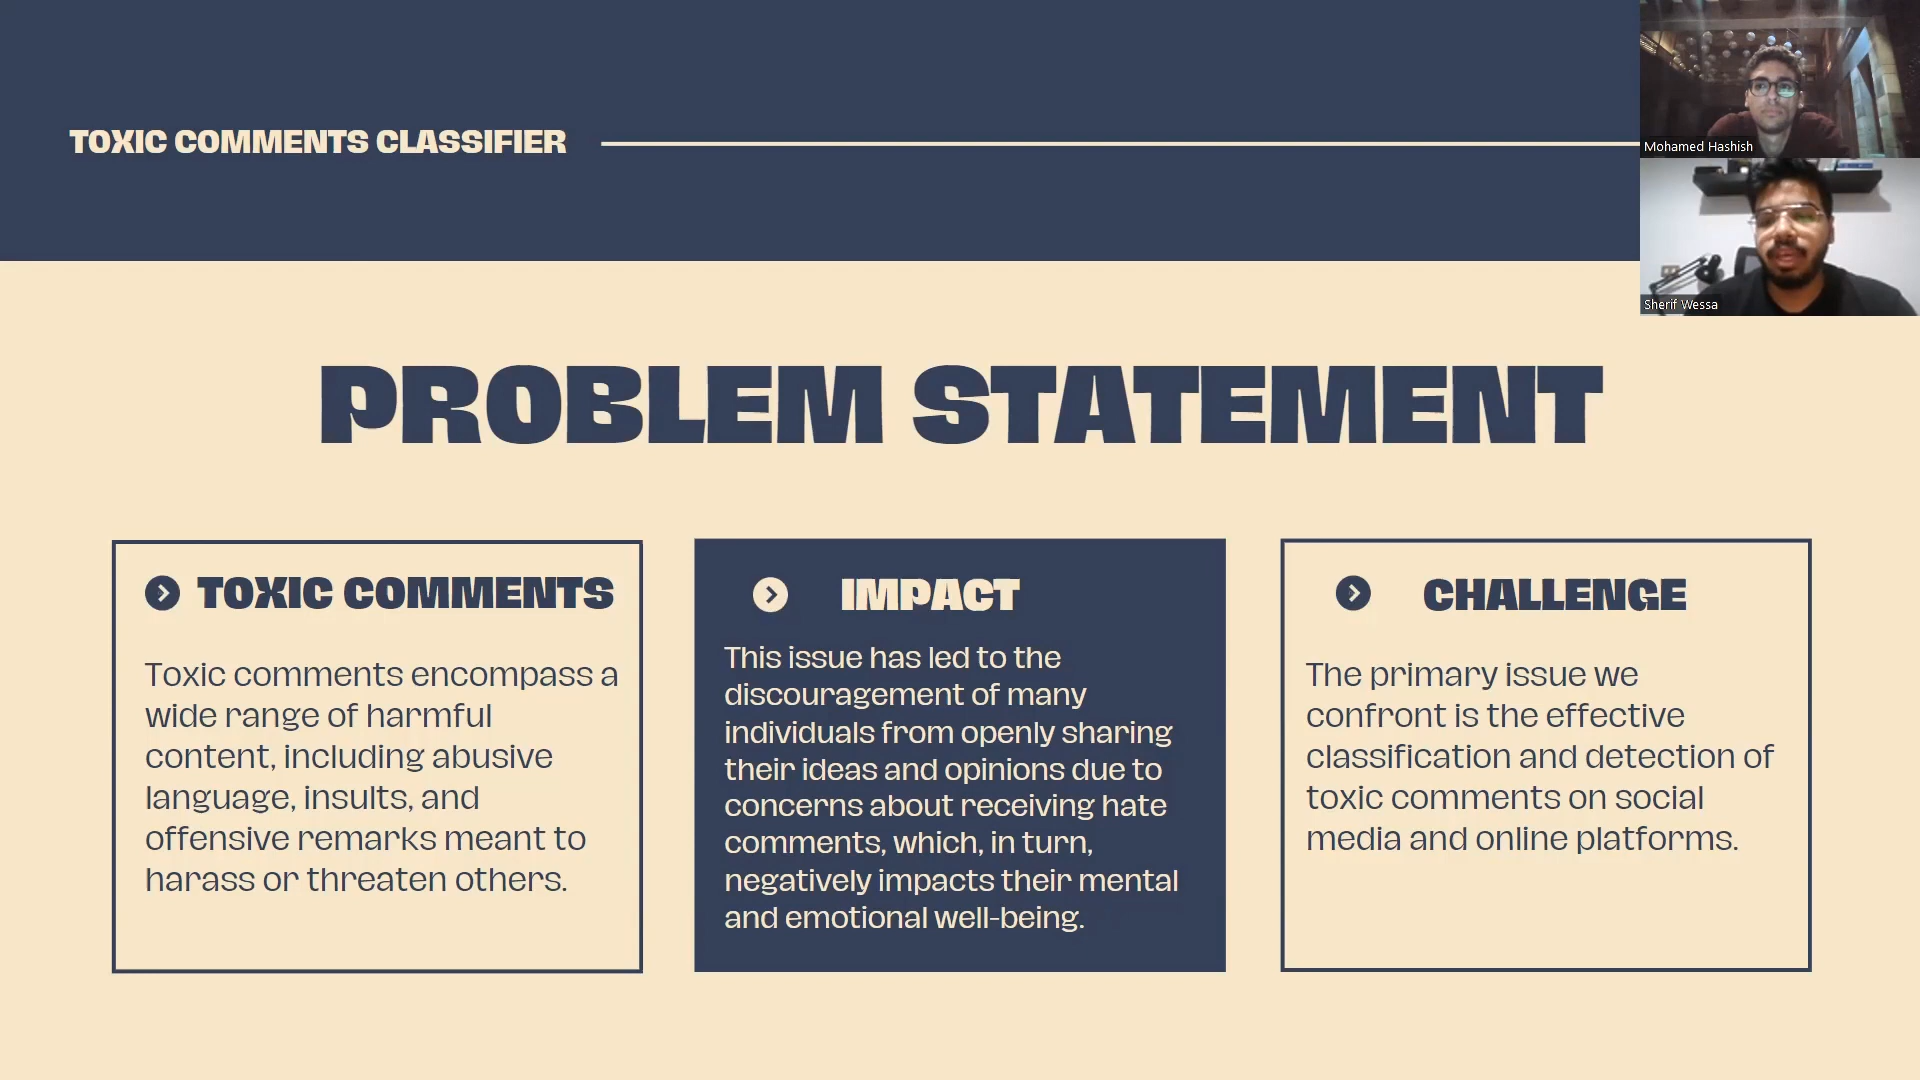 TOXIC COMMENTS CLASSIFIER
Mohamed Hashish
Sherif Wessa
PROBLEM STATEMENT
TOXIC COMMENTS
Toxic comments encompass a
wide range of harmful
content, including abusive
language, insults, and
offensive remarks meant to
harass or threaten others.
IMPACT
This issue has led to the
discouragement of many
individuals from openly sharing
their ideas and opinions due to
concerns about receiving hate
comments, which, in turn,
negatively impacts their mental
and emotional well-being.
CHALLENGE
The primary issue we
confront is the effective
classification and detection of
toxic comments on social
media and online platforms.